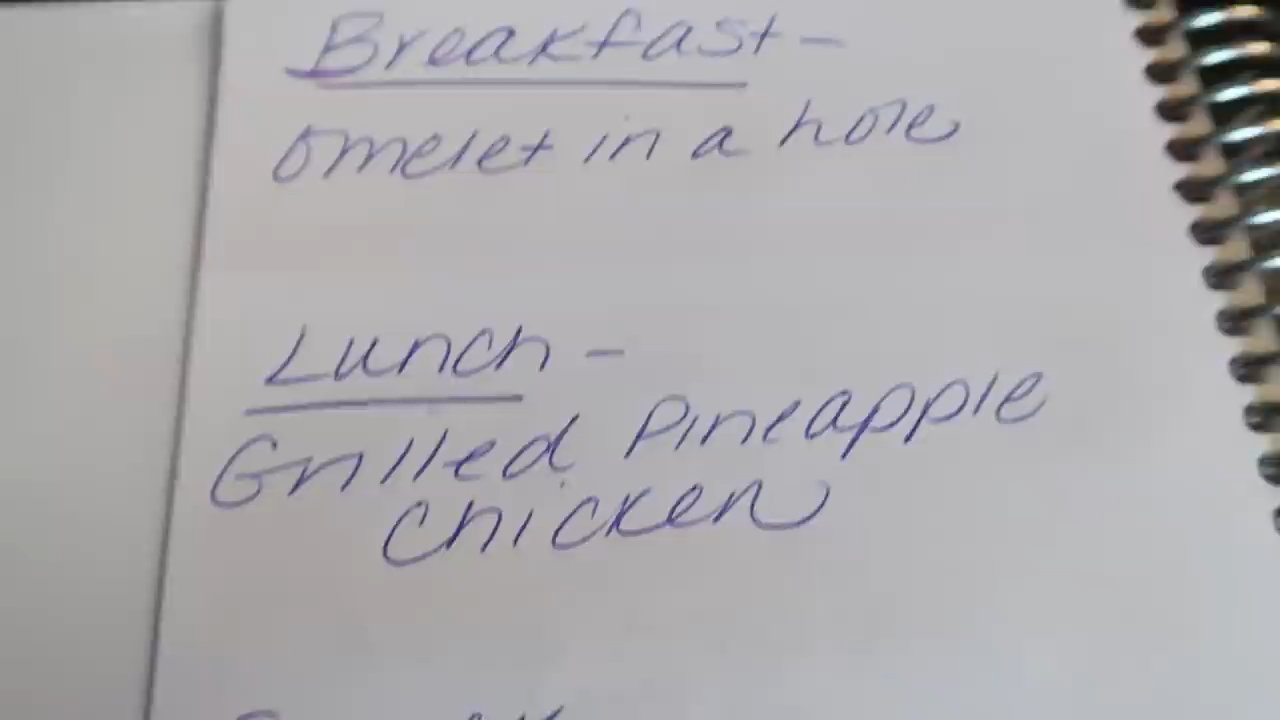 Breakfast -
Omelet in a hole
Lunch -
Grilled Pineapple
Chicken